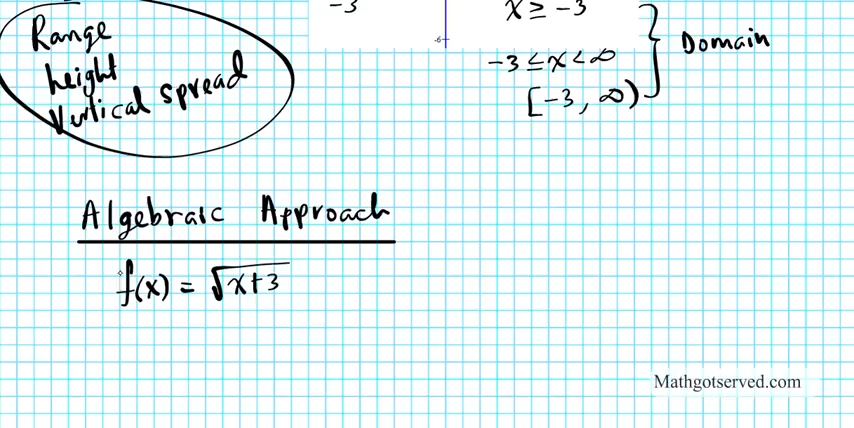 -3
x ≥ -3
Range
-6
Domain
height
-3 ≤ x < ∞
Vertical spread
[-3, ∞)
Algebraic Approach
f(x) = √x+3
Mathgotserved.com